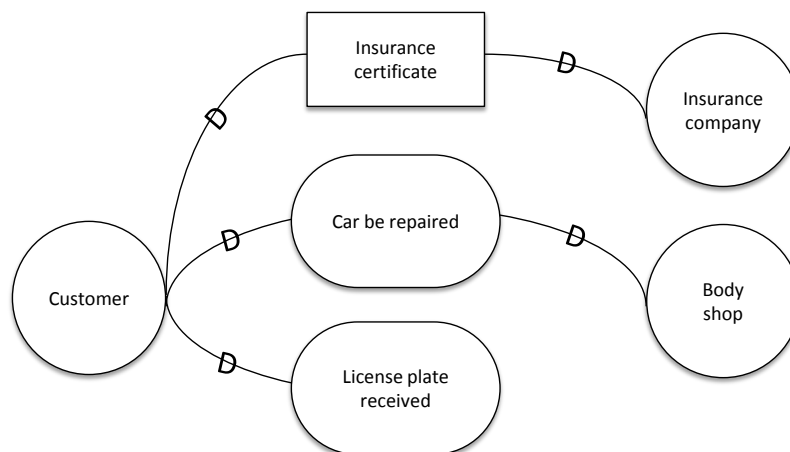 Insurance
certificate
D
D
Insurance
company
D
Car be repaired
D
Customer
Body
shop
D
License plate
received